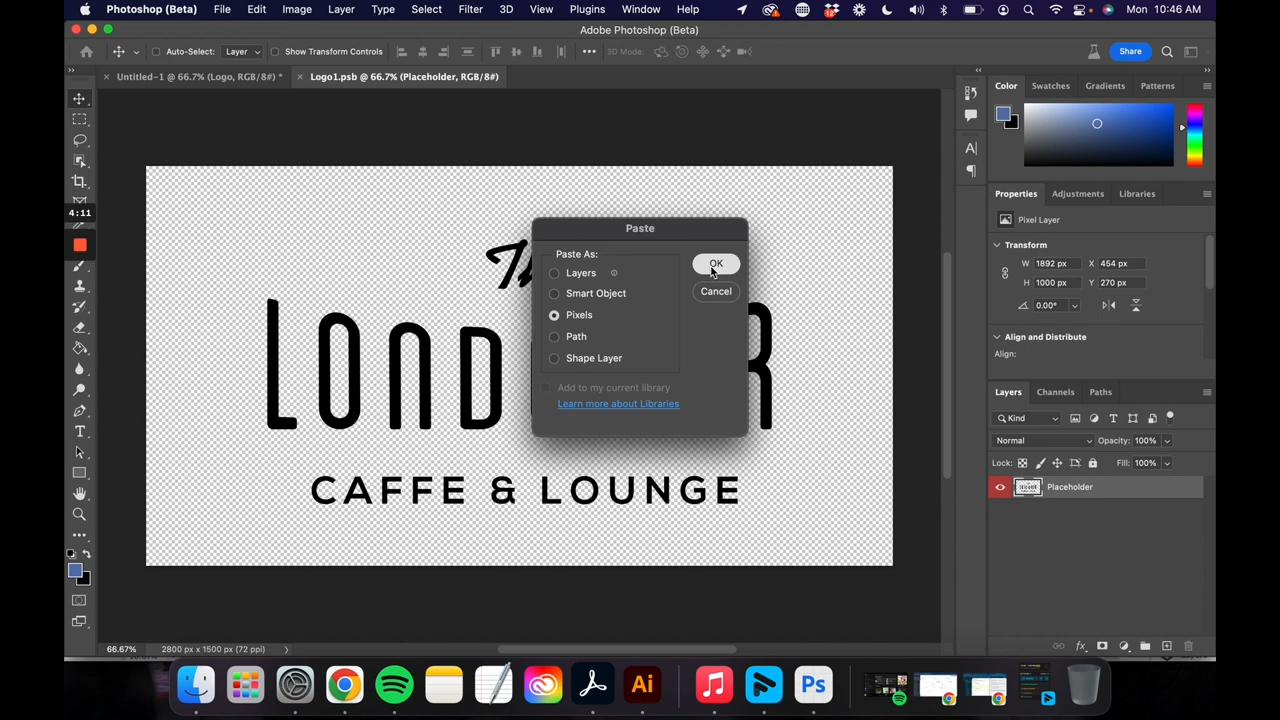 Photoshop (Beta) File Edit Image Layer Type Select Filter 3D View Plugins Window Help Mon 10:46 AM
Adobe Photoshop (Beta)
Auto-Select: Layer Show Transform Controls 3D Mode: Share
Untitled-1 @ 66.7% (Logo, RGB/8#) * Logo1.psb @ 66.7% (Placeholder, RGB/8#)
Color Swatches Gradients Patterns
Properties Adjustments Libraries
4:11
Pixel Layer
Transform
W 1892 px X 454 px
H 1000 px Y 270 px
0.00°
Align and Distribute
Align:
Layers Channels Paths
Kind
Normal Opacity: 100%
Lock: Fill: 100%
Placeholder
Paste
Paste As:
Layers
Smart Object
Pixels
Path
Shape Layer
OK
Cancel
Add to my current library
Learn more about Libraries
CAFFE & LOUNGE
66.67% 2800 px x 1500 px (72 ppi)
Ai
Ps